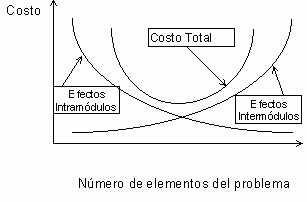 Costo
Costo Total
Efectos
Intramódulos
Efectos
Intermódulos
Número de elementos del problema